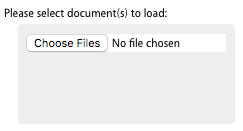 Please select document(s) to load:
Choose Files No file chosen